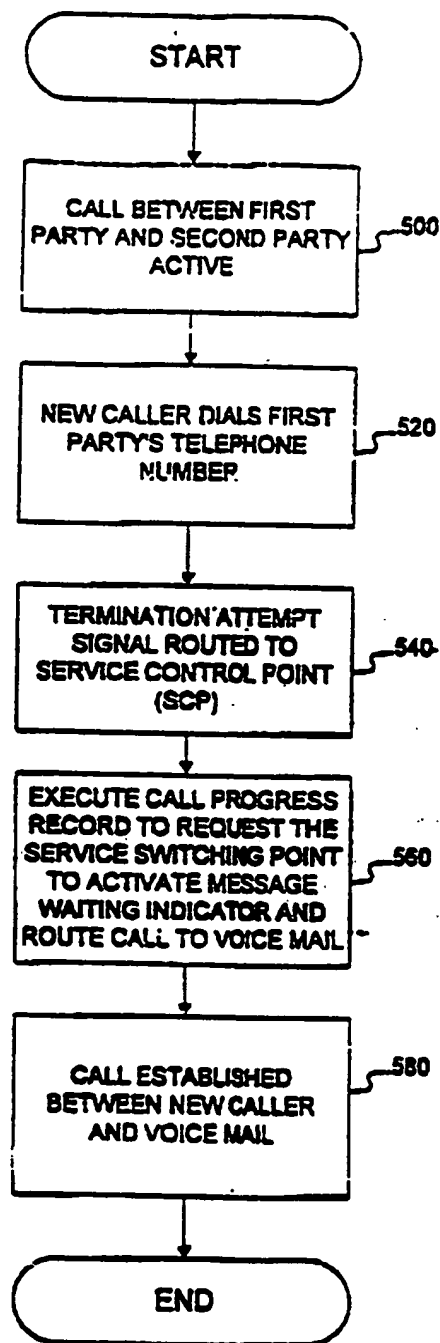 START
CALL BETWEEN FIRST
PARTY AND SECOND PARTY
ACTIVE
500
NEW CALLER DIALS FIRST
PARTY'S TELEPHONE
NUMBER
520
TERMINATION ATTEMPT
SIGNAL ROUTED TO
SERVICE CONTROL POINT
(SCP)
540
EXECUTE CALL PROGRESS
RECORD TO REQUEST THE
SERVICE SWITCHING POINT
TO ACTIVATE MESSAGE
WAITING INDICATOR AND
ROUTE CALL TO VOICE MAIL
560
CALL ESTABLISHED
BETWEEN NEW CALLER
AND VOICE MAIL
580
END